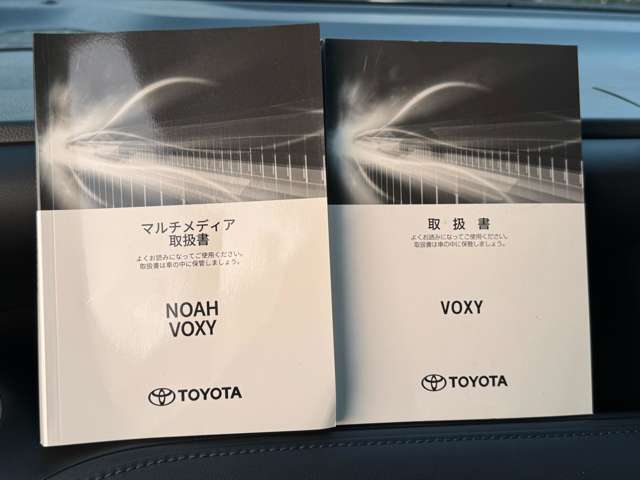 マルチメディア
取扱書
よくお読みになってご使用ください。
取扱書は車の中に保管しましょう。
NOAH
VOXY
TOYOTA
取扱書
よくお読みになってご使用ください。
取扱書は車の中に保管しましょう。
VOXY
TOYOTA